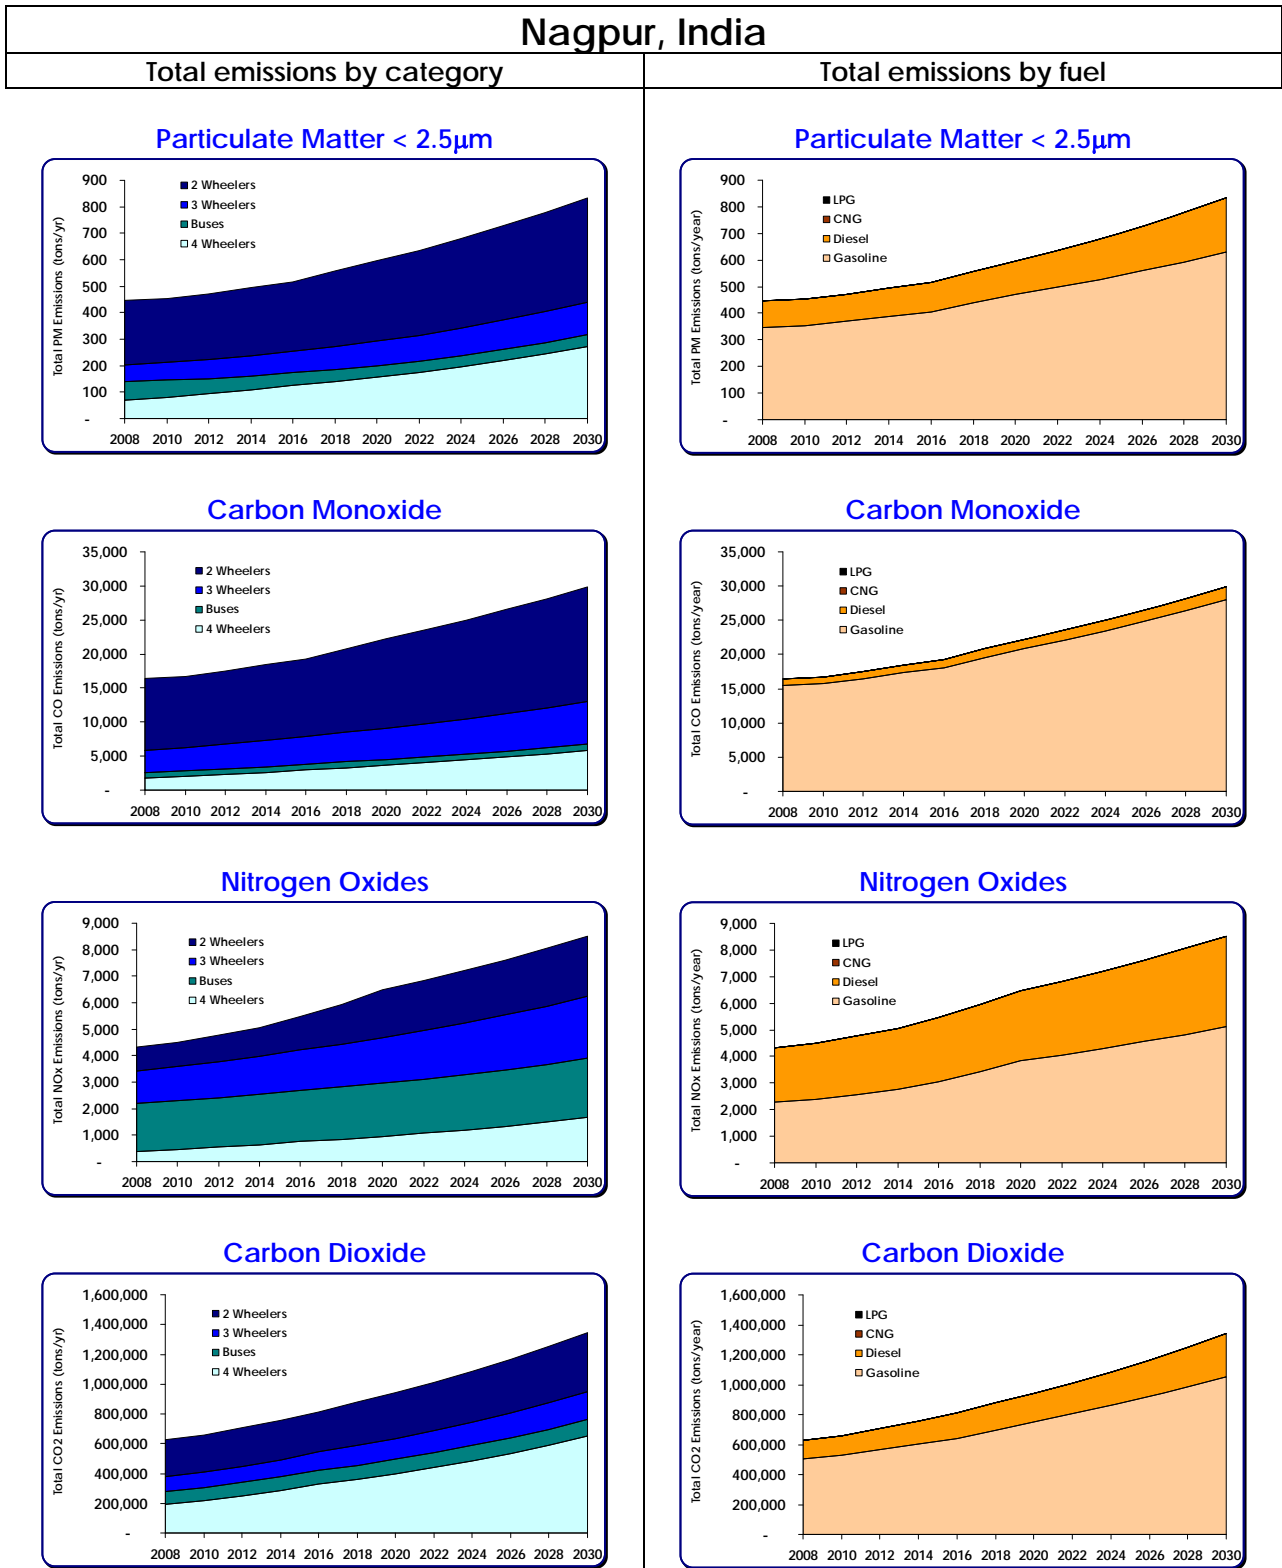 Nagpur, India
Total emissions by category
Total emissions by fuel
Particulate Matter < 2.5μm
Total PM Emissions (tons/yr)
900
800
700
600
500
400
300
200
100
-
2 Wheelers
3 Wheelers
Buses
4 Wheelers
2008 2010 2012 2014 2016 2018 2020 2022 2024 2026 2028 2030
Particulate Matter < 2.5μm
Total PM Emissions (tons/year)
900
800
700
600
500
400
300
200
100
-
LPG
CNG
Diesel
Gasoline
2008 2010 2012 2014 2016 2018 2020 2022 2024 2026 2028 2030
Carbon Monoxide
Total CO Emissions (tons/yr)
35,000
30,000
25,000
20,000
15,000
10,000
5,000
-
2 Wheelers
3 Wheelers
Buses
4 Wheelers
2008 2010 2012 2014 2016 2018 2020 2022 2024 2026 2028 2030
Carbon Monoxide
Total CO Emissions (tons/year)
35,000
30,000
25,000
20,000
15,000
10,000
5,000
-
LPG
CNG
Diesel
Gasoline
2008 2010 2012 2014 2016 2018 2020 2022 2024 2026 2028 2030
Nitrogen Oxides
Total NOx Emissions (tons/yr)
9,000
8,000
7,000
6,000
5,000
4,000
3,000
2,000
1,000
-
2 Wheelers
3 Wheelers
Buses
4 Wheelers
2008 2010 2012 2014 2016 2018 2020 2022 2024 2026 2028 2030
Nitrogen Oxides
Total NOx Emissions (tons/year)
9,000
8,000
7,000
6,000
5,000
4,000
3,000
2,000
1,000
-
LPG
CNG
Diesel
Gasoline
2008 2010 2012 2014 2016 2018 2020 2022 2024 2026 2028 2030
Carbon Dioxide
Total CO2 Emissions (tons/yr)
1,600,000
1,400,000
1,200,000
1,000,000
800,000
600,000
400,000
200,000
-
2 Wheelers
3 Wheelers
Buses
4 Wheelers
2008 2010 2012 2014 2016 2018 2020 2022 2024 2026 2028 2030
Carbon Dioxide
Total CO2 Emissions (tons/year)
1,600,000
1,400,000
1,200,000
1,000,000
800,000
600,000
400,000
200,000
-
LPG
CNG
Diesel
Gasoline
2008 2010 2012 2014 2016 2018 2020 2022 2024 2026 2028 2030